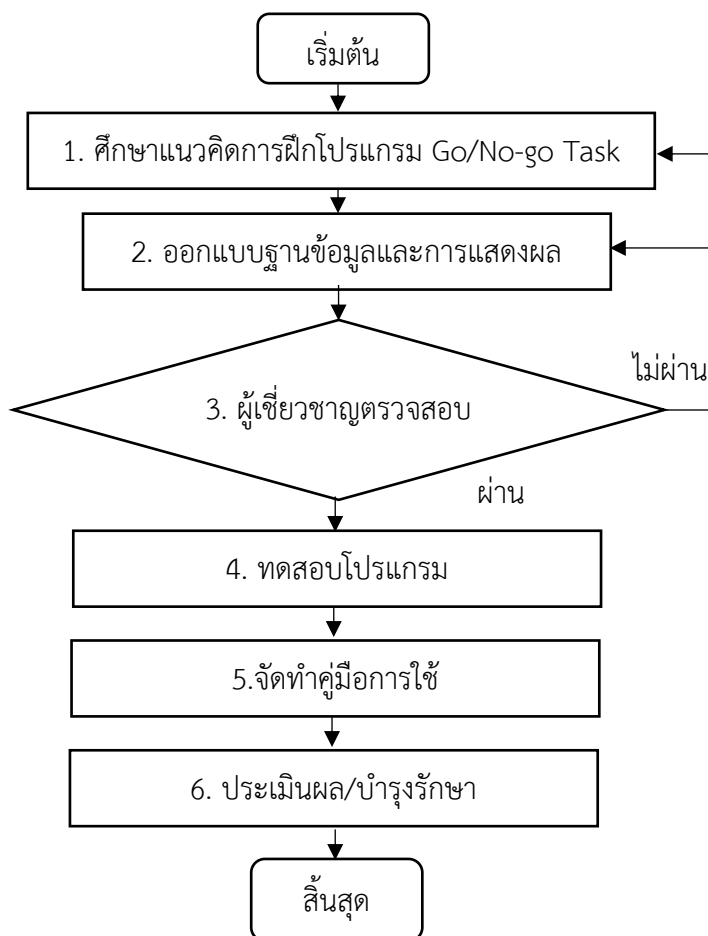 เริ่มต้น
1. ศึกษาแนวคิดการฝึกโปรแกรม Go/No-go Task
2. ออกแบบฐานข้อมูลและการแสดงผล
ไม่ผ่าน
3. ผู้เชี่ยวชาญตรวจสอบ
ผ่าน
4. ทดสอบโปรแกรม
5.จัดทำคู่มือการใช้
6. ประเมินผล/บำรุงรักษา
สิ้นสุด